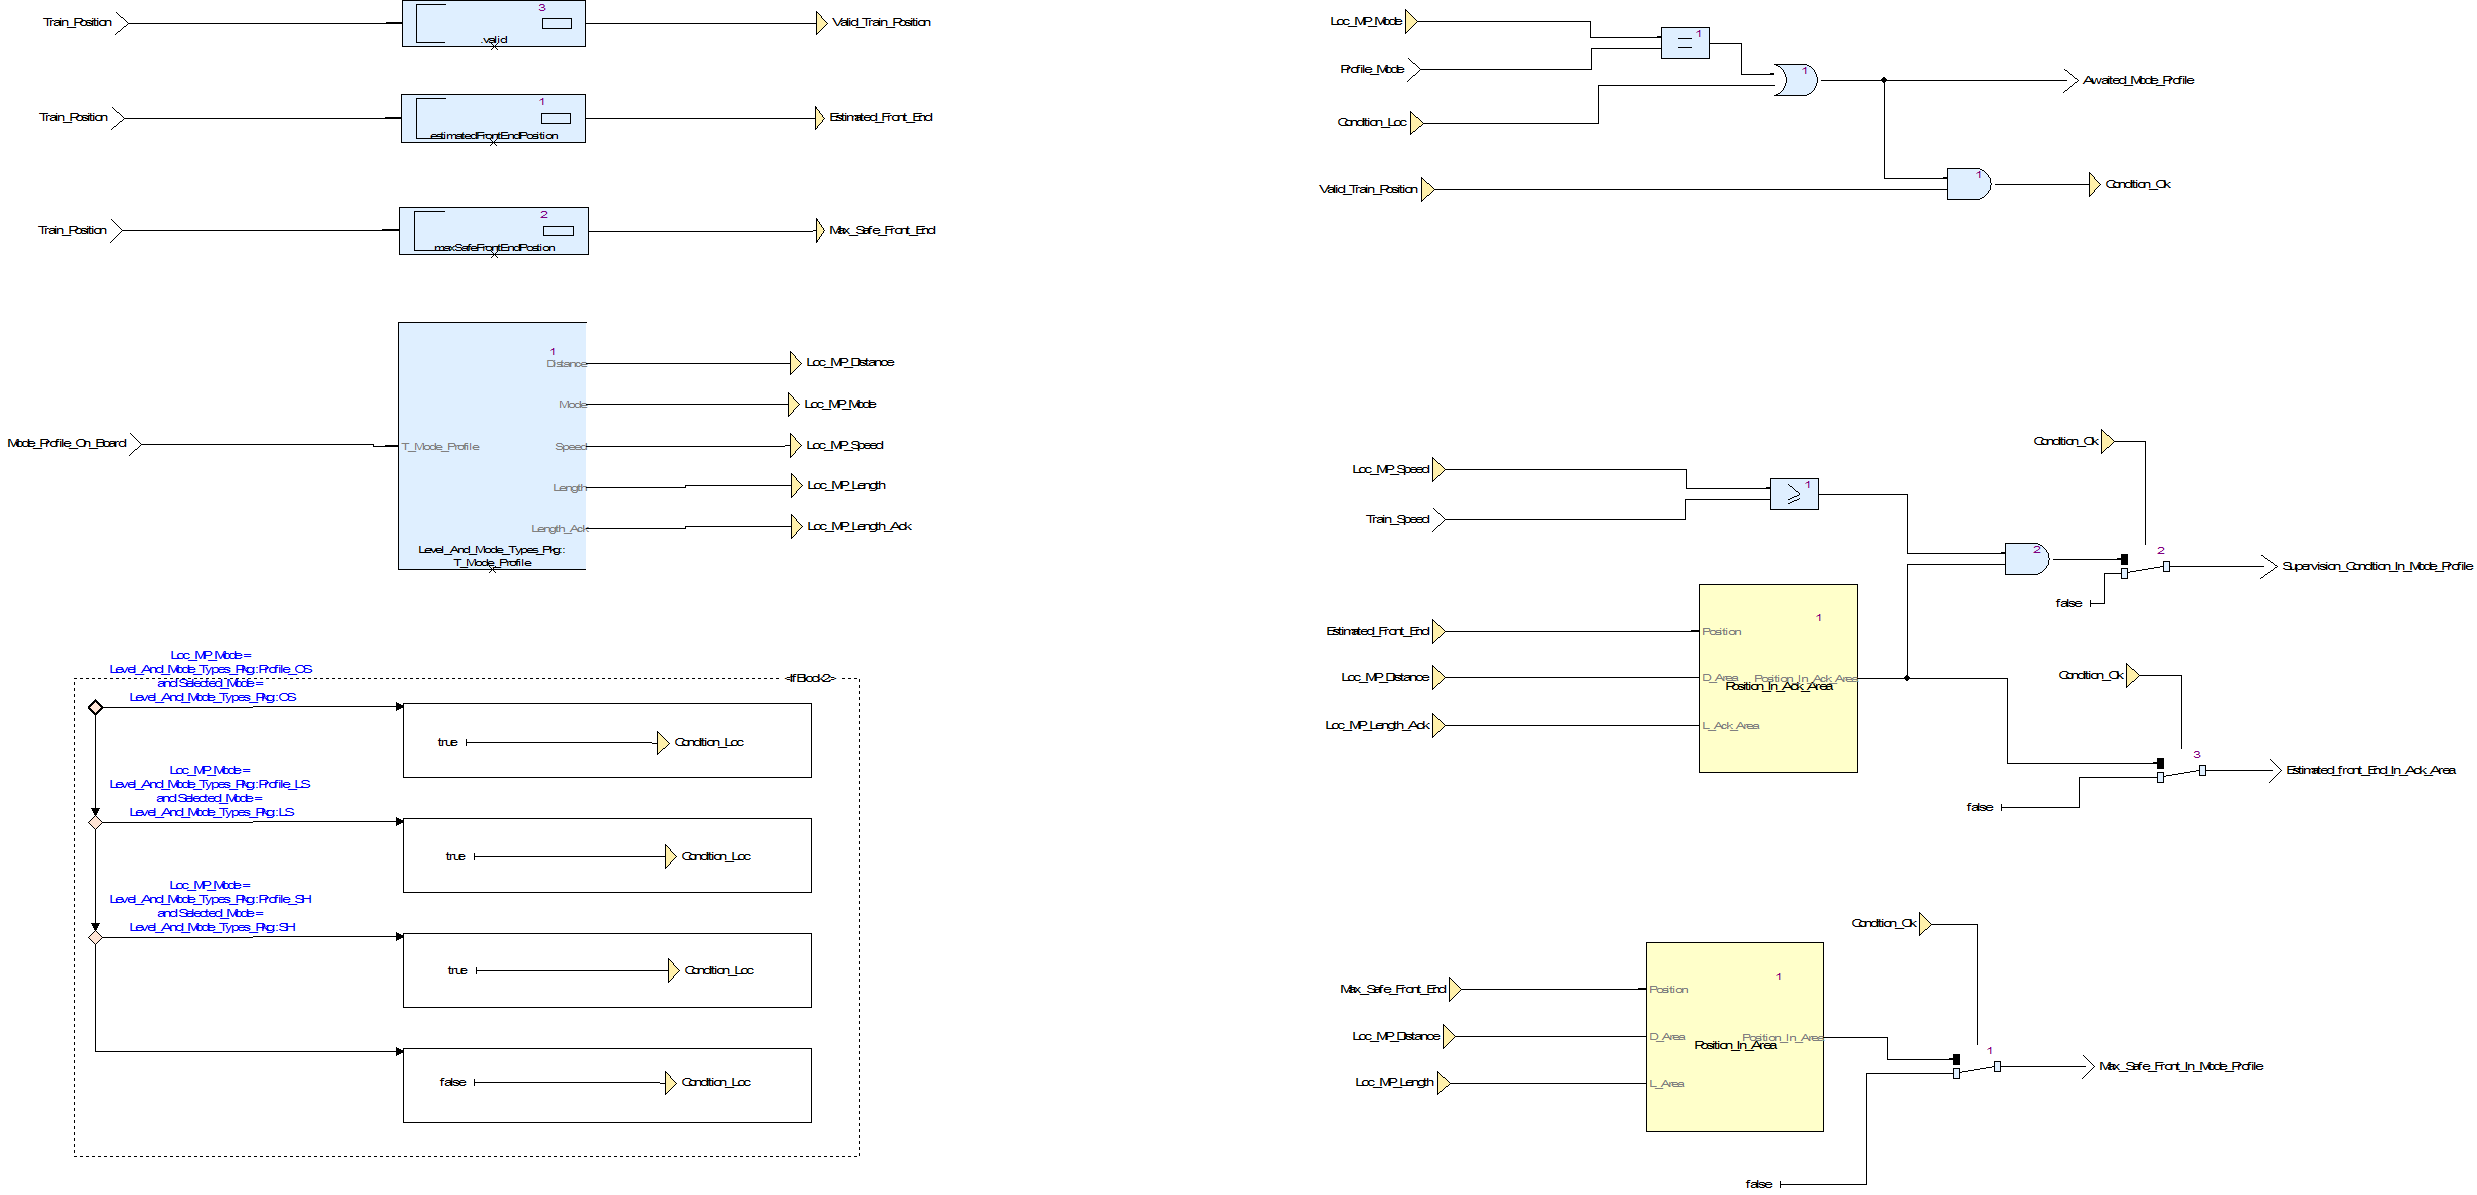 Train_Position
3
.valid
Valid_Train_Position
Train_Position
1
.estimatedFrontEndPosition
Estimated_Front_End
Train_Position
2
.maxSafeFrontEndPostion
Max_Safe_Front_End
Mode_Profile_On_Board
T_Mode_Profile
1
Distance
Mode
Speed
Length
Length_Ack
Level_And_Mode_Types_Pkg::
T_Mode_Profile
Loc_MP_Distance
Loc_MP_Mode
Loc_MP_Speed
Loc_MP_Length
Loc_MP_Length_Ack
<IfBlock2>
Loc_MP_Mode =
Level_And_Mode_Types_Pkg::Profile_OS
and Selected_Mode =
Level_And_Mode_Types_Pkg::OS
true
Condition_Loc
Loc_MP_Mode =
Level_And_Mode_Types_Pkg::Profile_LS
and Selected_Mode =
Level_And_Mode_Types_Pkg::LS
true
Condition_Loc
Loc_MP_Mode =
Level_And_Mode_Types_Pkg::Profile_SH
and Selected_Mode =
Level_And_Mode_Types_Pkg::SH
true
Condition_Loc
false
Condition_Loc
Loc_MP_Mode
Profile_Mode
Condition_Loc
Valid_Train_Position
1
=
1
1
Awaited_Mode_Profile
Condition_Ok
Loc_MP_Speed
Train_Speed
1
≥
2
Condition_Ok
2
false
Supervision_Condition_In_Mode_Profile
Estimated_Front_End
Loc_MP_Distance
Loc_MP_Length_Ack
1
Position
D_Area
L_Ack_Area
Position_In_Ack_Area
Position_In_Ack_Area
Condition_Ok
3
false
Estimated_front_End_In_Ack_Area
Max_Safe_Front_End
Loc_MP_Distance
Loc_MP_Length
1
Position
D_Area
L_Area
Position_In_Area
Position_In_Area
Condition_Ok
1
false
Max_Safe_Front_In_Mode_Profile